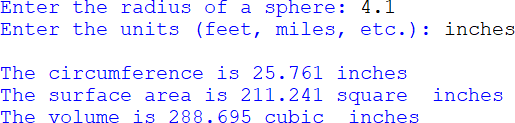 Enter the radius of a sphere: 4.1
Enter the units (feet, miles, etc.): inches
The circumference is 25.761 inches
The surface area is 211.241 square  inches
The volume is 288.695 cubic  inches